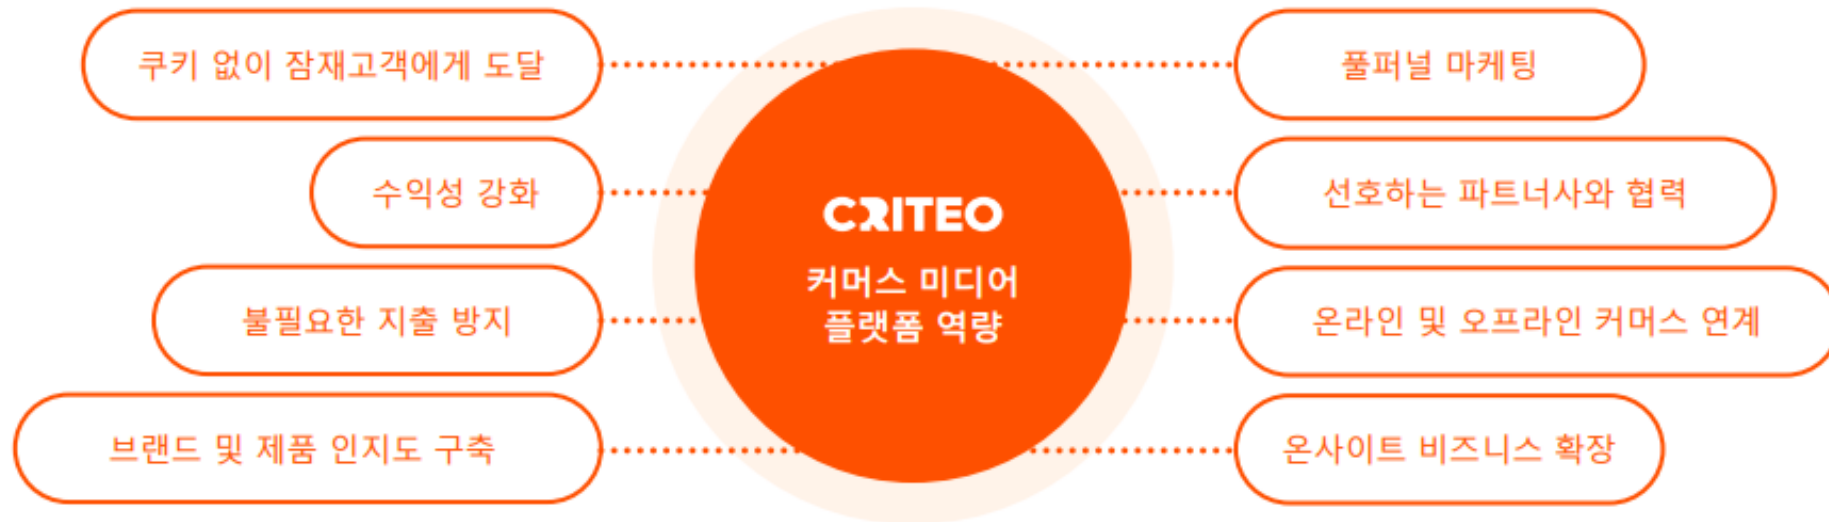 쿠키 없이 잠재고객에게 도달
수익성 강화
불필요한 지출 방지
브랜드 및 제품 인지도 구축
CRITEO
커머스 미디어
플랫폼 역량
풀퍼널 마케팅
선호하는 파트너사와 협력
온라인 및 오프라인 커머스 연계
온사이트 비즈니스 확장